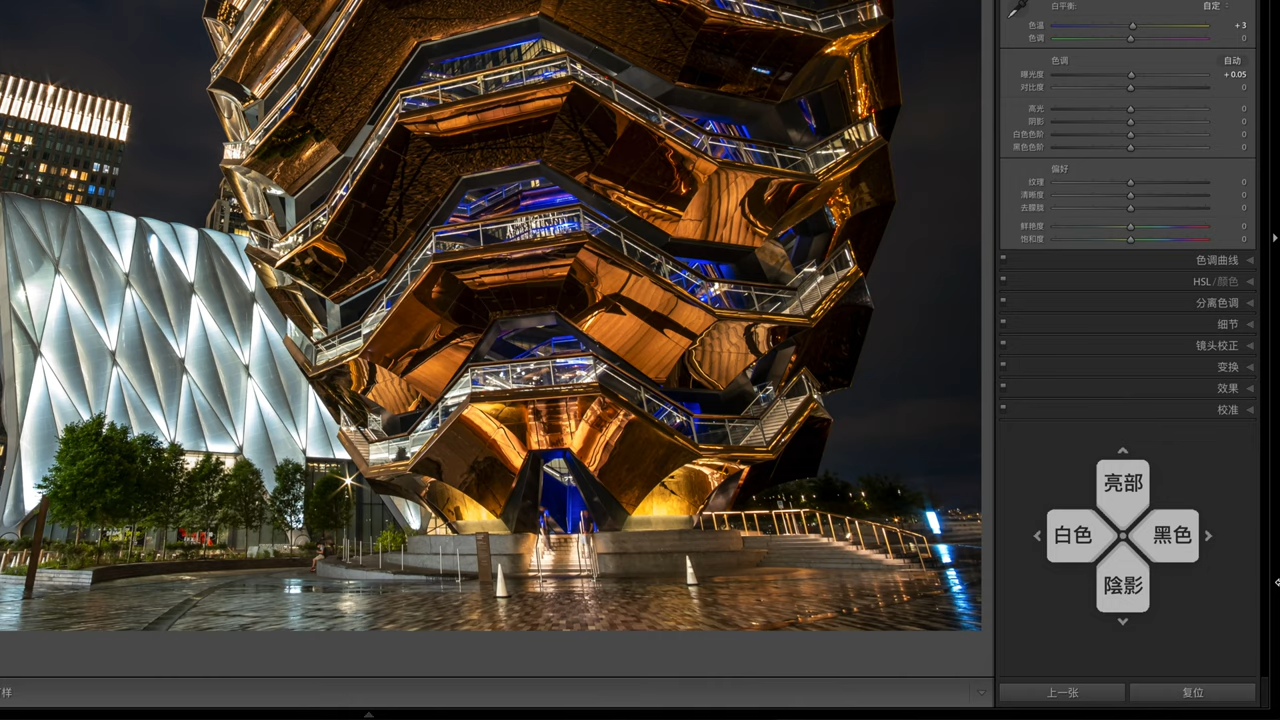 白平衡: 自定
色温 +3
色调 0
色调 自动
曝光度 +0.05
对比度 0
高光 0
阴影 0
白色色阶 0
黑色色阶 0
偏好
纹理 0
清晰度 0
去朦胧 0
鲜艳度 0
饱和度 0
色调曲线
HSL/颜色
分离色调
细节
镜头校正
变换
效果
校准
亮部
白色 黑色
陰影
样
上一张 复位